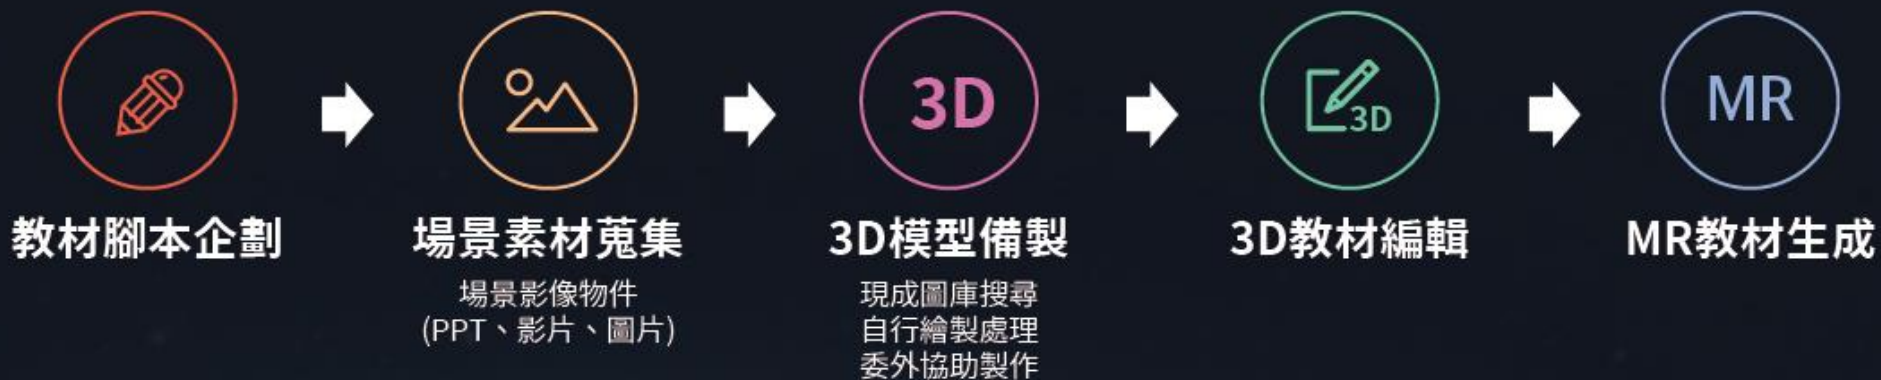 教材腳本企劃
場景素材蒐集
場景影像物件
(PPT、影片、圖片)
3D
3D模型備製
現成圖庫搜尋
自行繪製處理
委外協助製作
3D
3D教材編輯
MR
MR教材生成